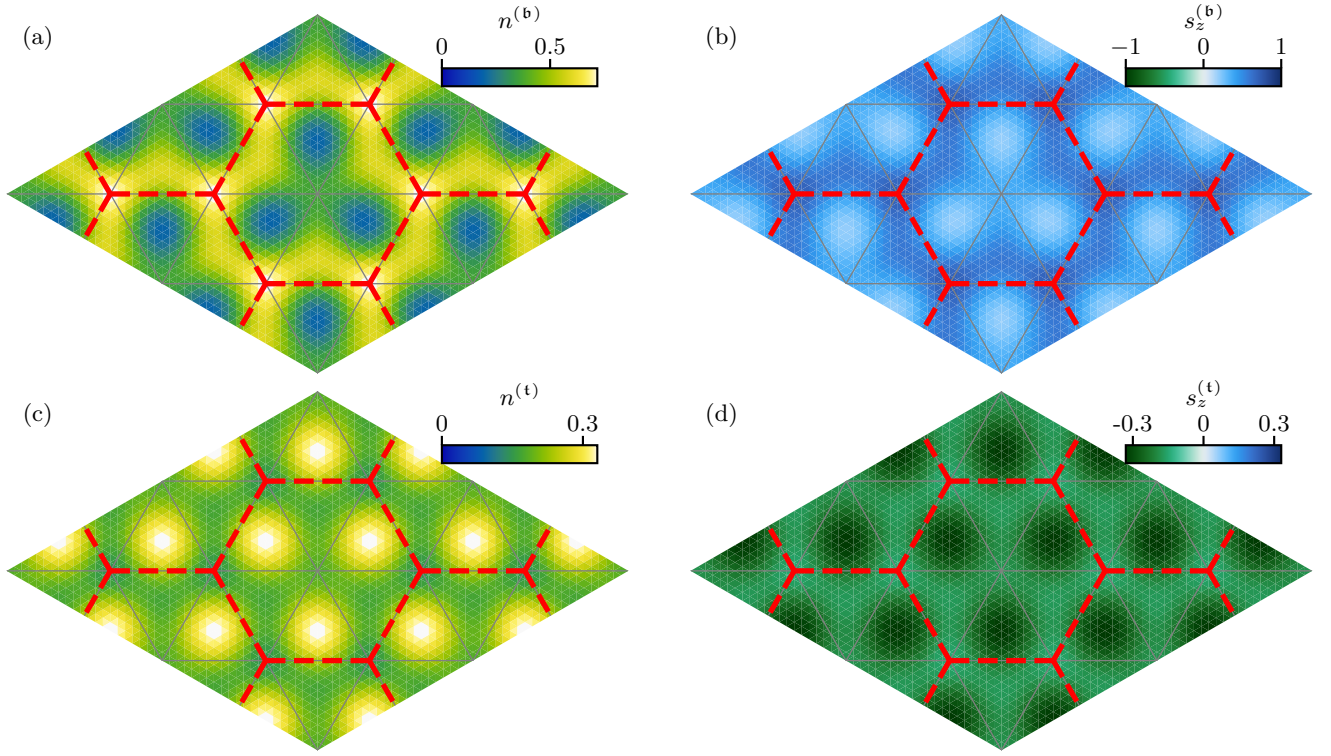 (a)
n^(𝔟)
0 0.5
(b)
s_z^(𝔟)
−1 0 1
(c)
n^(𝔱)
0 0.3
(d)
s_z^(𝔱)
-0.3 0 0.3